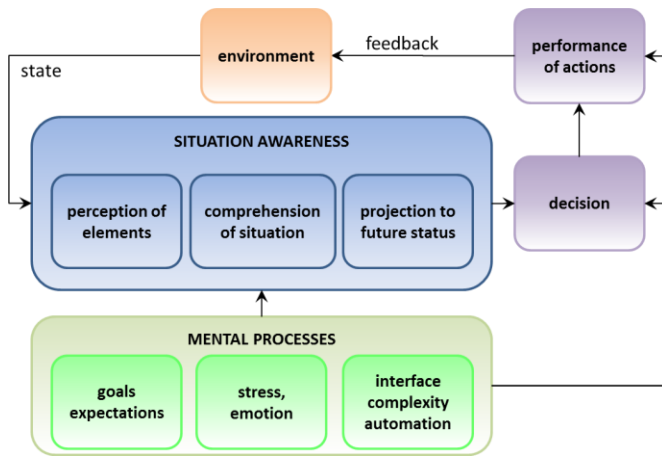 environment
feedback
performance
of actions
state
SITUATION AWARENESS
perception of
elements
comprehension
of situation
projection to
future status
decision
MENTAL PROCESSES
goals
expectations
stress,
emotion
interface
complexity
automation